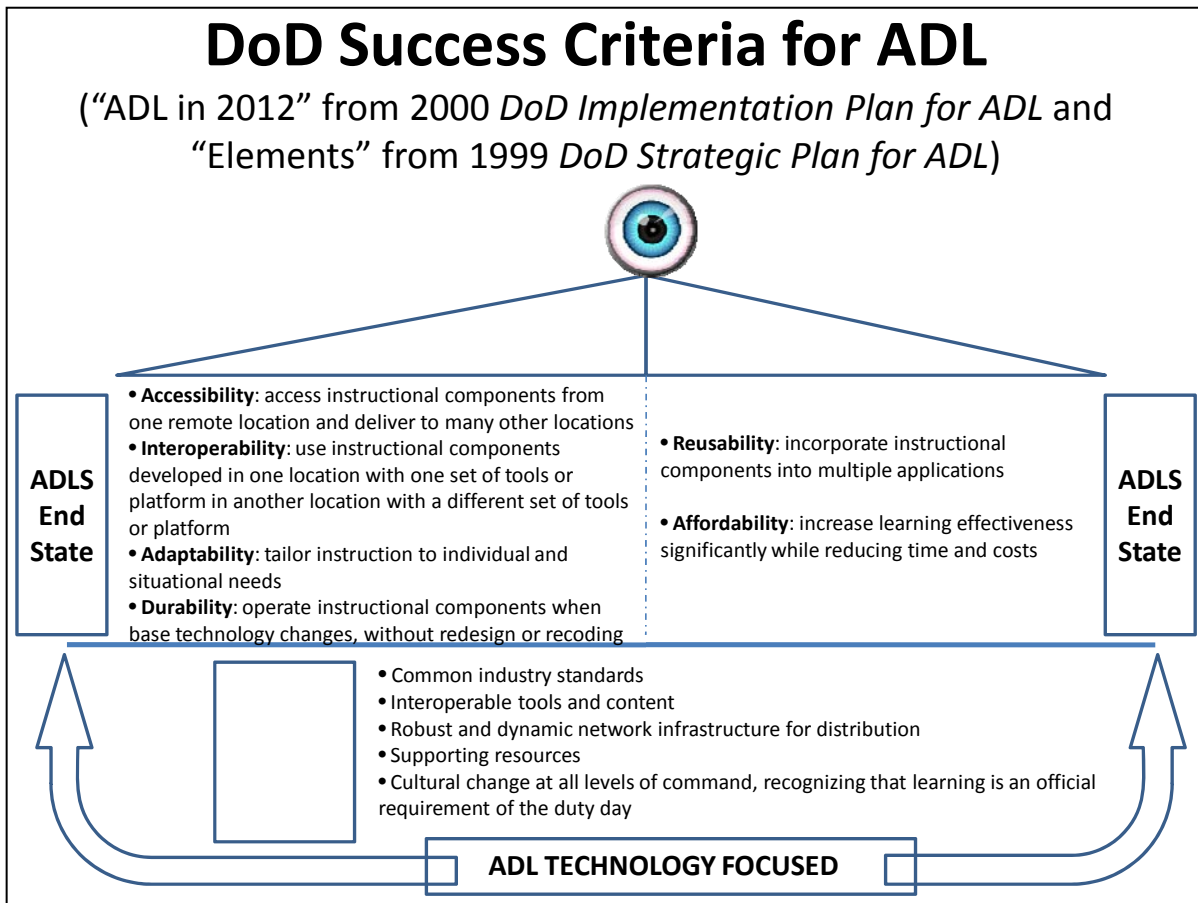 DoD Success Criteria for ADL
(“ADL in 2012” from 2000 DoD Implementation Plan for ADL and
“Elements” from 1999 DoD Strategic Plan for ADL)
ADLS
End
State
• Accessibility: access instructional components from
one remote location and deliver to many other locations
• Interoperability: use instructional components
developed in one location with one set of tools or
platform in another location with a different set of tools
or platform
• Adaptability: tailor instruction to individual and
situational needs
• Durability: operate instructional components when
base technology changes, without redesign or recoding
• Reusability: incorporate instructional
components into multiple applications
• Affordability: increase learning effectiveness
significantly while reducing time and costs
ADLS
End
State
• Common industry standards
• Interoperable tools and content
• Robust and dynamic network infrastructure for distribution
• Supporting resources
• Cultural change at all levels of command, recognizing that learning is an official
requirement of the duty day
ADL TECHNOLOGY FOCUSED